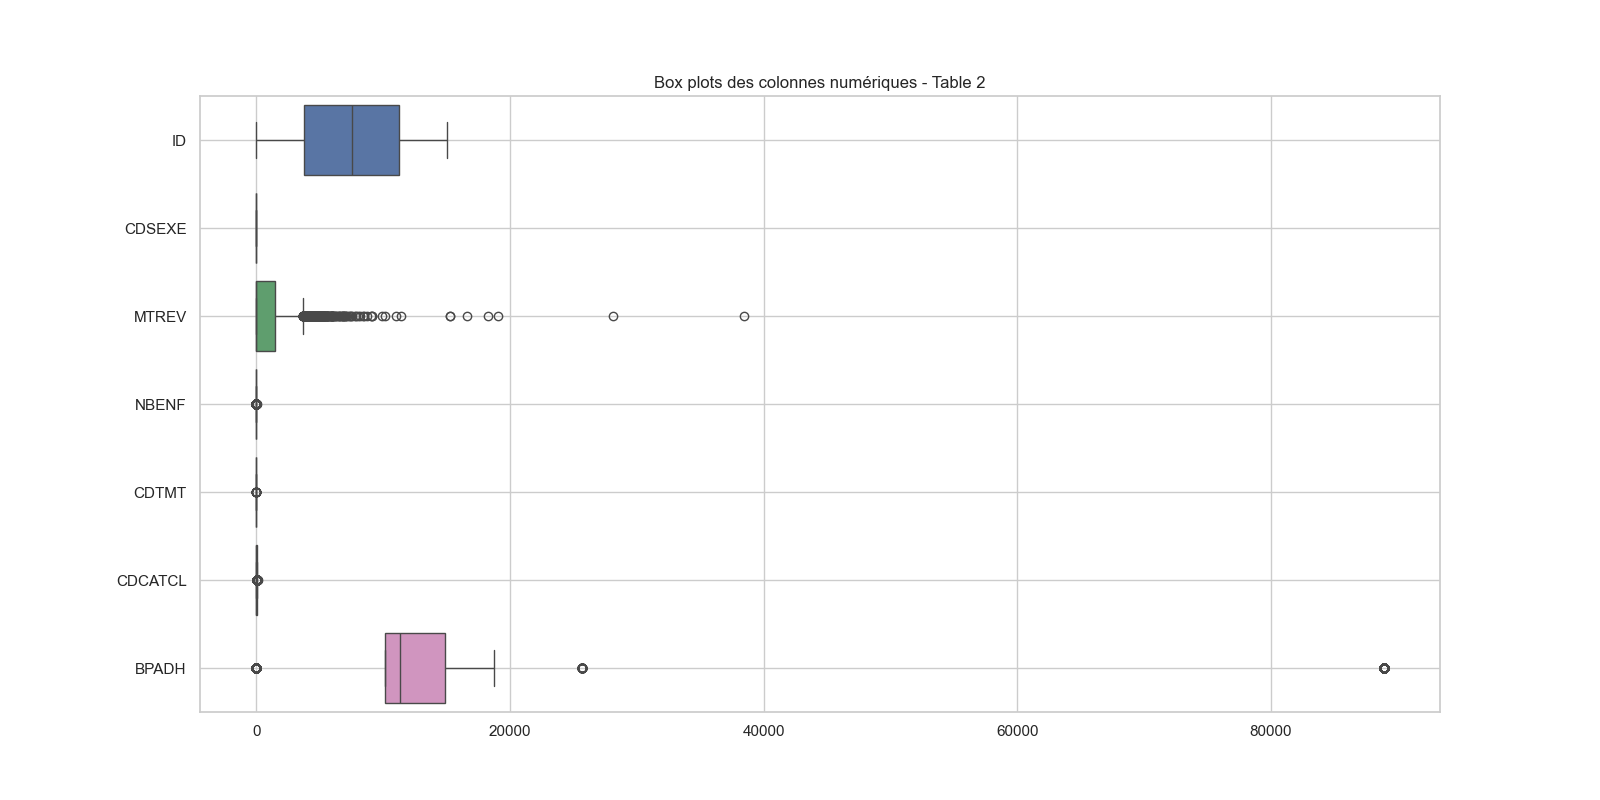 Box plots des colonnes numériques - Table 2
ID
CDSEXE
MTREV
NBENF
CDTMT
CDCATCL
BPADH
0 20000 40000 60000 80000